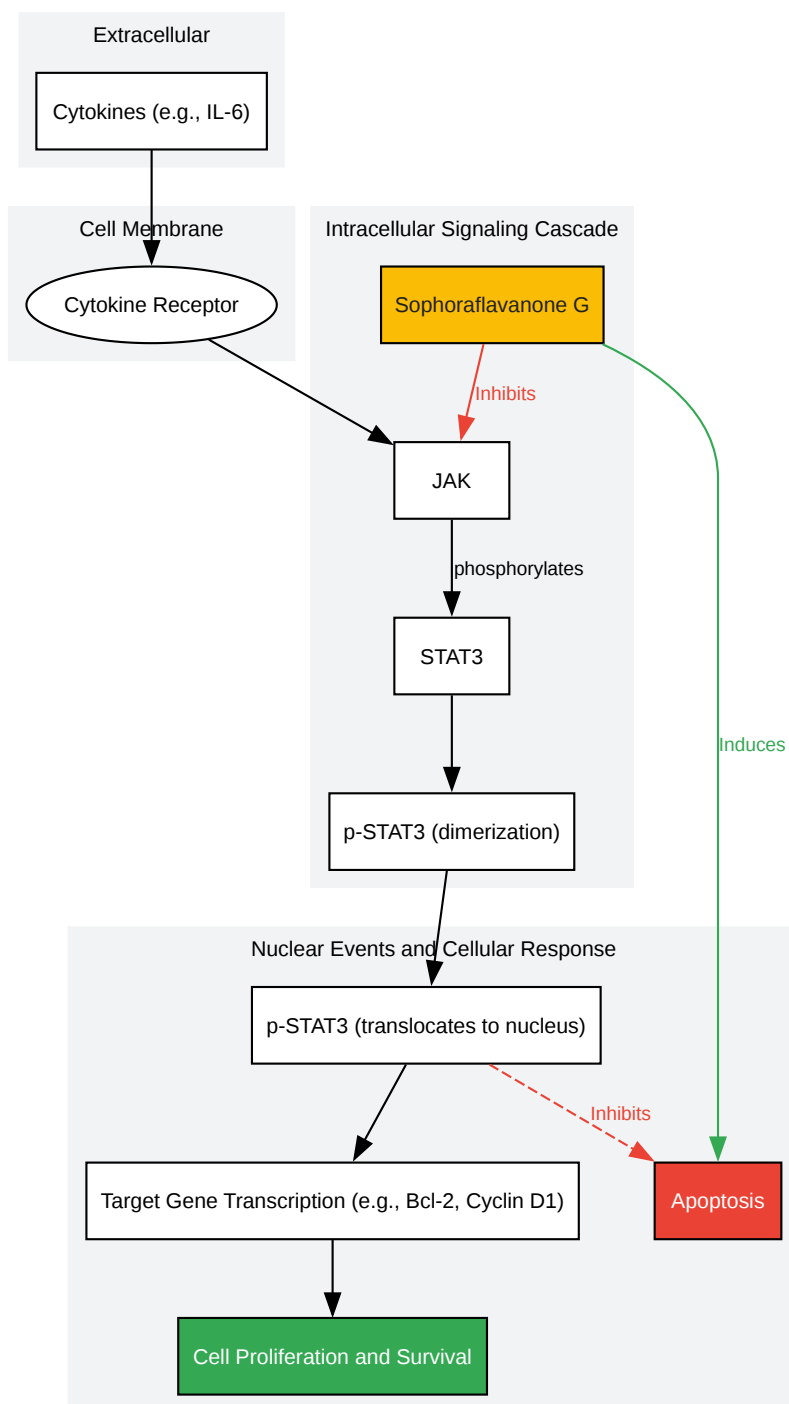 Extracellular
Cytokines (e.g., IL-6)
Cell Membrane
Cytokine Receptor
Intracellular Signaling Cascade
Sophoraflavanone G
Inhibits
JAK
phosphorylates
STAT3
Induces
p-STAT3 (dimerization)
Nuclear Events and Cellular Response
p-STAT3 (translocates to nucleus)
Inhibits
Target Gene Transcription (e.g., Bcl-2, Cyclin D1)
Apoptosis
Cell Proliferation and Survival